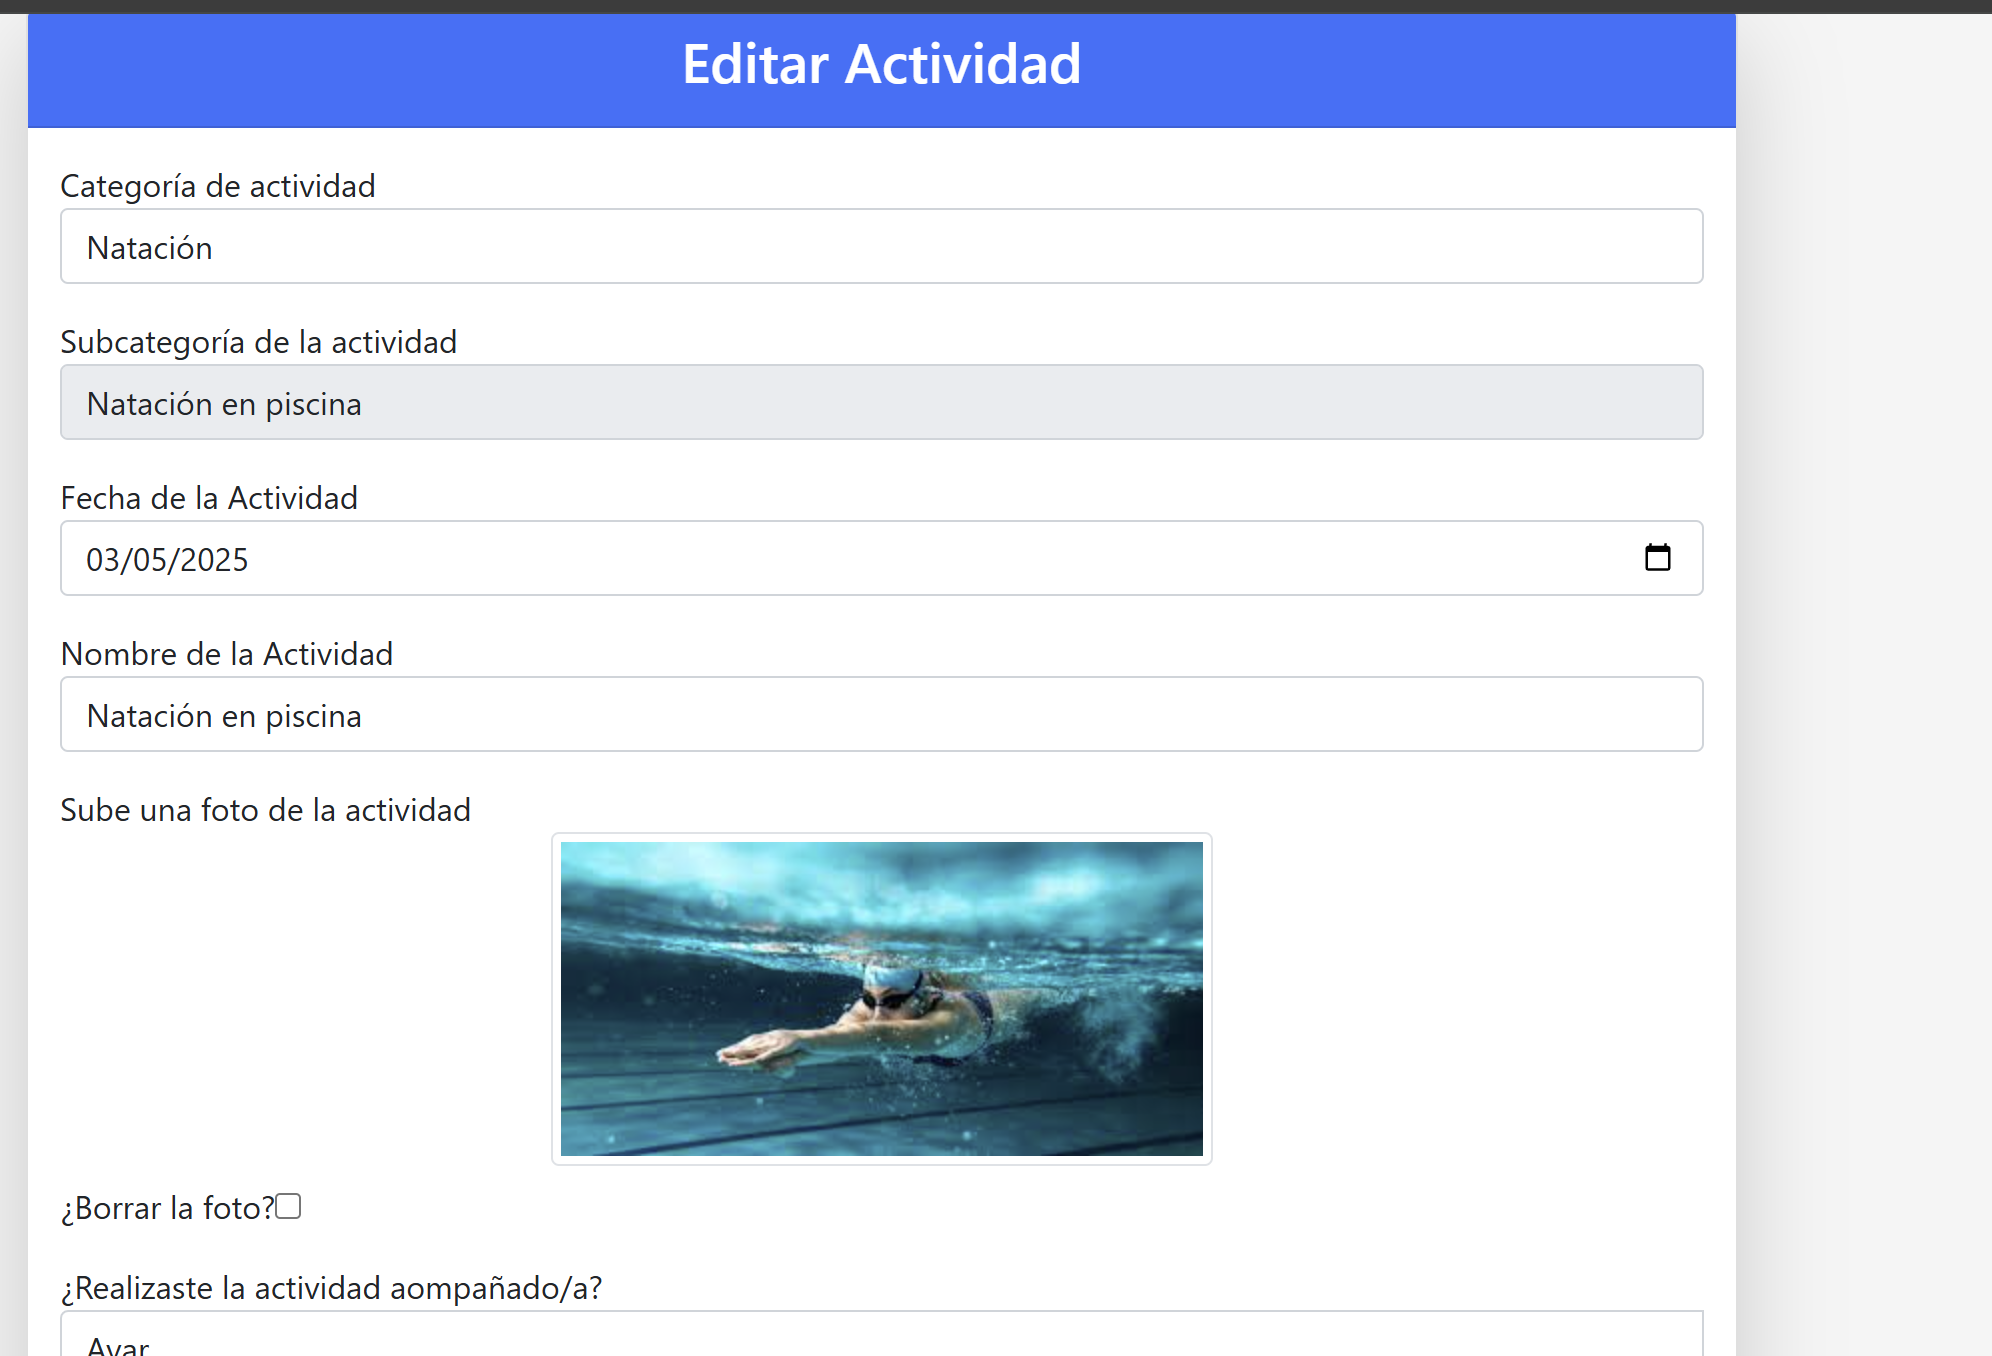 Editar Actividad
Categoría de actividad
Natación
Subcategoría de la actividad
Natación en piscina
Fecha de la Actividad
03/05/2025
Nombre de la Actividad
Natación en piscina
Sube una foto de la actividad
¿Borrar la foto?
¿Realizaste la actividad aompañado/a?